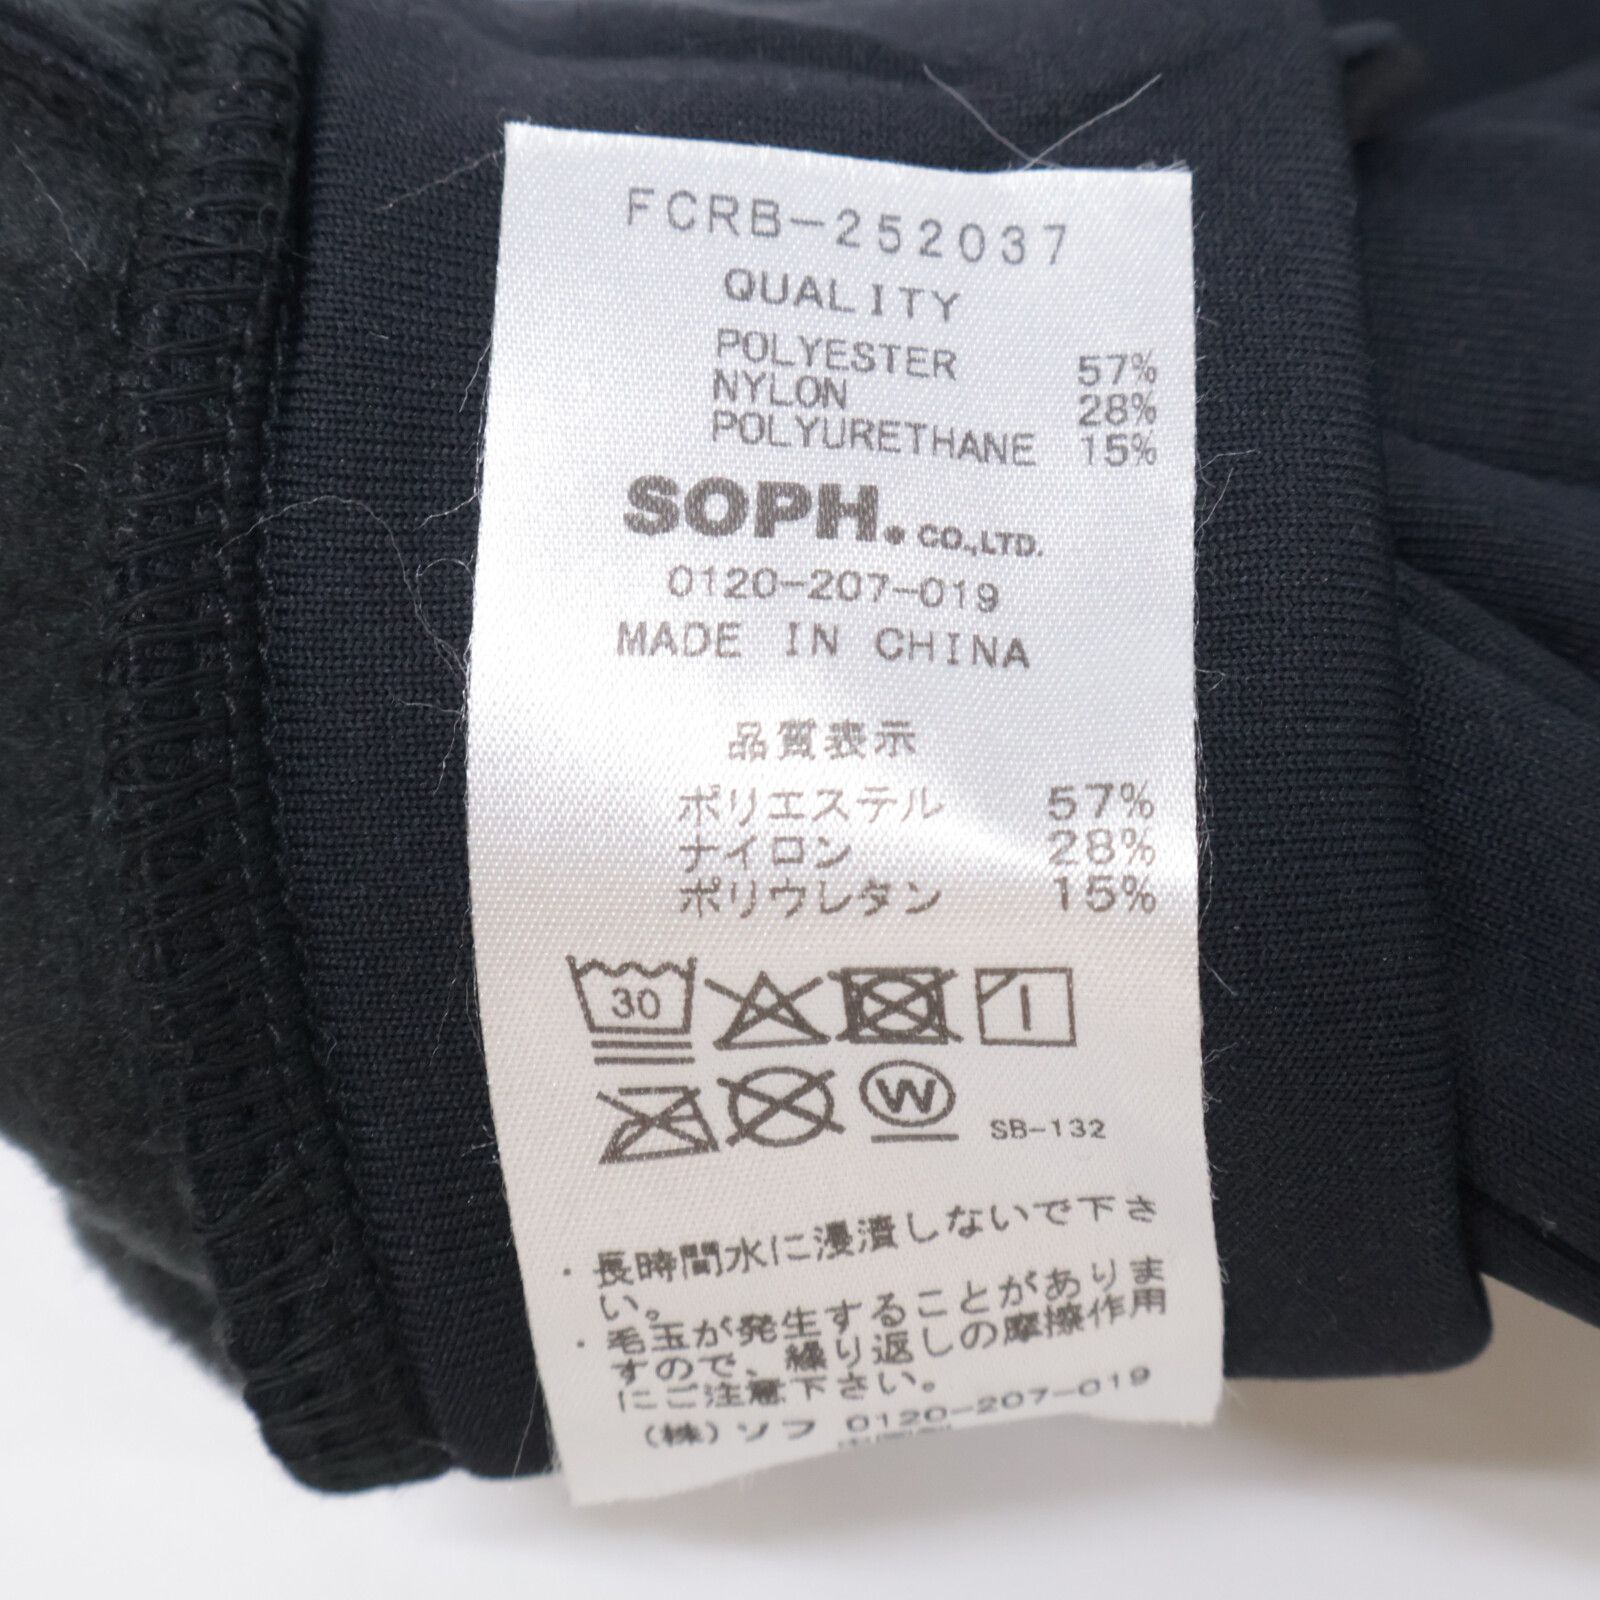 FCRB-252037
QUALITY
POLYESTER 57%
NYLON 28%
POLYURETHANE 15%
SOPH. CO.,LTD.
0120-207-019
MADE IN CHINA
品質表示
ポリエステル 57%
ナイロン 28%
ポリウレタン 15%
30
W SB-132
・長時間水に浸漬しないで下さ
い。
・毛玉が発生することがありま
すので、繰り返しの摩擦作用
にご注意下さい。
(株)ソフ 0120-207-019